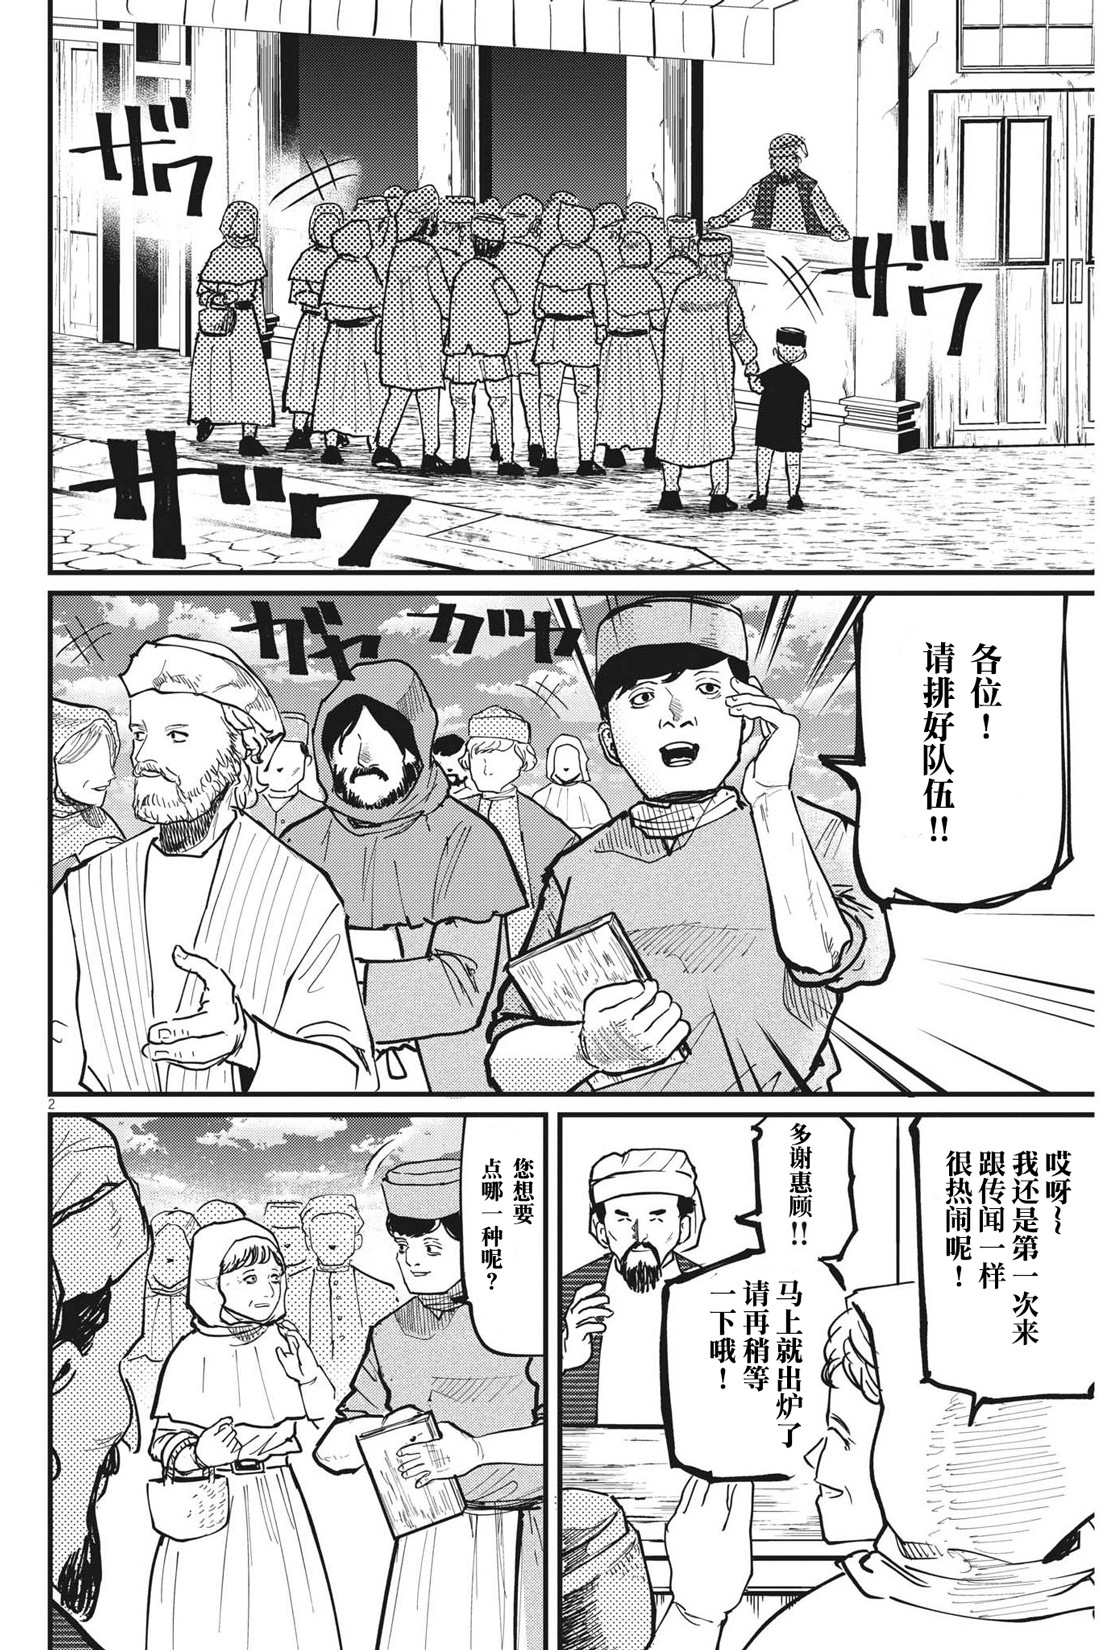 ザワ
ザワ
ザワ
各位！
请排好队伍!!
ガヤ
ガヤ
2
哎呀~
我还是第一次来
跟传闻一样
很热闹呢！
多谢惠顾!!
马上就出炉了
请再稍等
一下哦！
您想要
点哪一种呢？